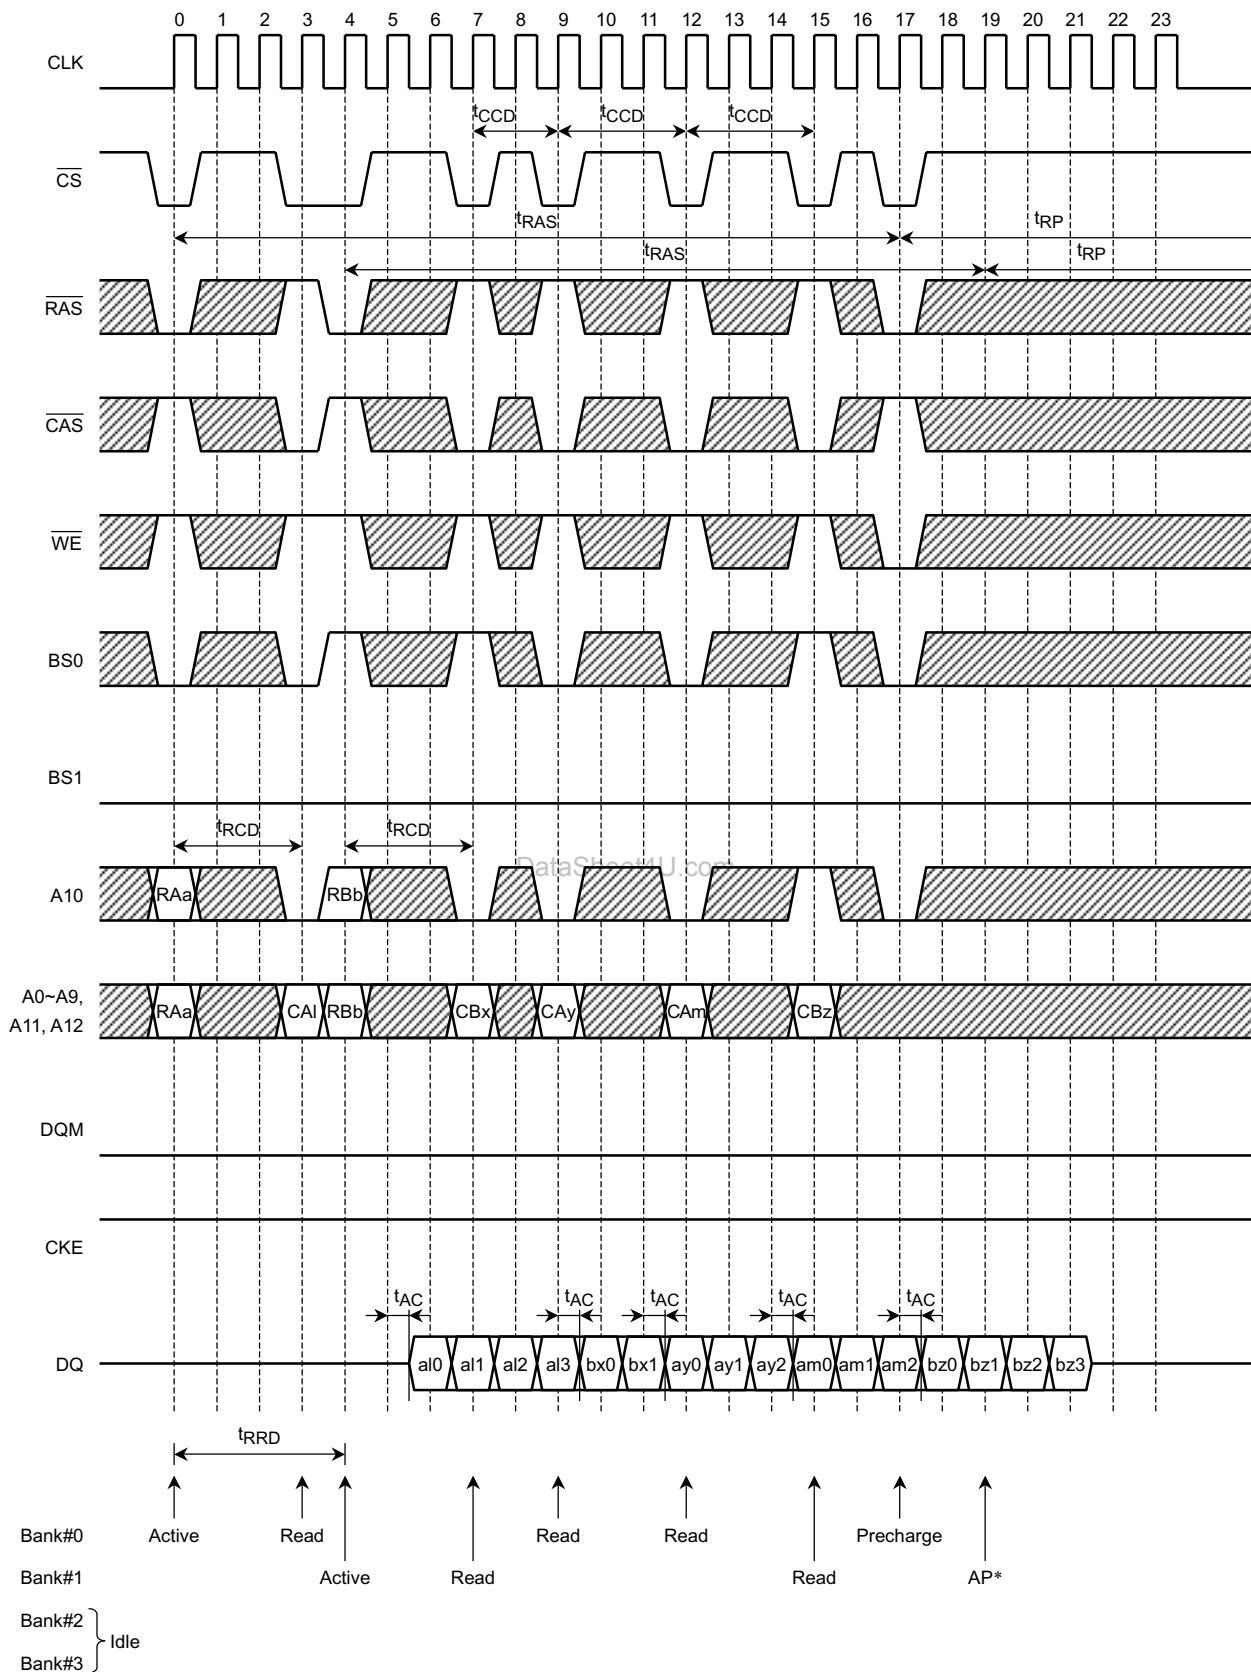 0 1 2 3 4 5 6 7 8 9 10 11 12 13 14 15 16 17 18 19 20 21 22 23
CLK
tCCD tCCD tCCD
CS
tRAS tRP
tRAS tRP
RAS
CAS
WE
BS0
BS1
tRCD tRCD
DataSheet4U.com
A10 RAa RBb
A0~A9,
A11, A12
RAa CAl RBb CBx CAy CAm CBz
DQM
CKE
tAC tAC tAC tAC tAC
DQ al0 al1 al2 al3 bx0 bx1 ay0 ay1 ay2 am0 am1 am2 bz0 bz1 bz2 bz3
tRRD
Bank#0 Active Read Read Read Precharge
Bank#1 Active Read Read AP*
Bank#2
Idle
Bank#3